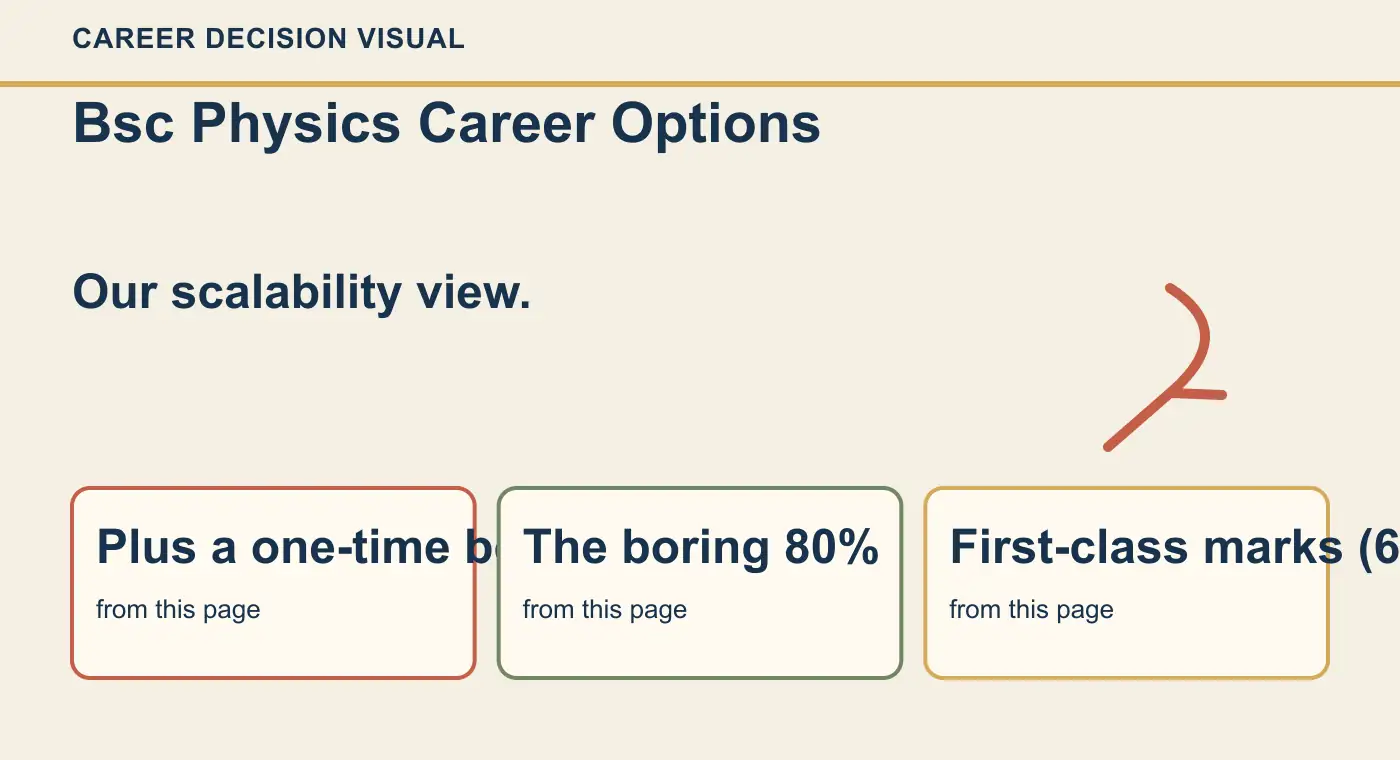 CAREER DECISION VISUAL
Bsc Physics Career Options
Our scalability view.
Plus a one-time
The boring 80%
First-class marks (6
from this page
from this page
from this page